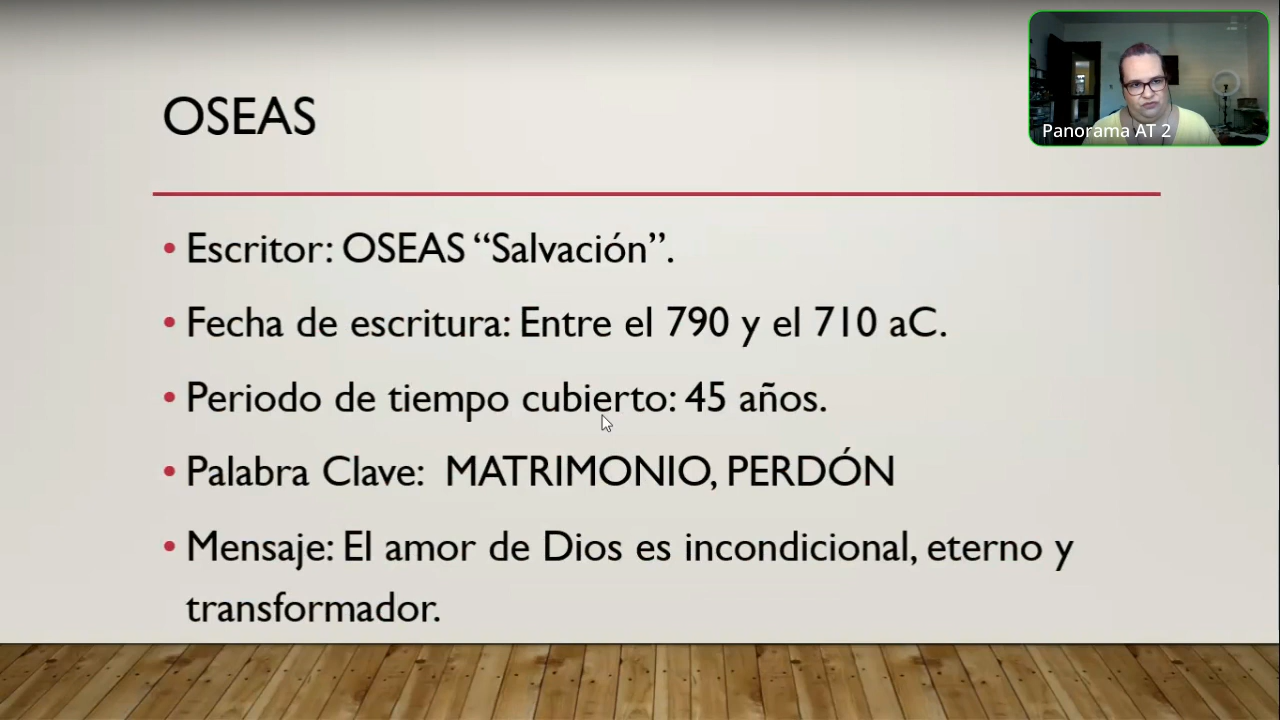 OSEAS
Panorama AT 2
• Escritor: OSEAS “Salvación”.
• Fecha de escritura: Entre el 790 y el 710 aC.
• Periodo de tiempo cubierto: 45 años.
• Palabra Clave: MATRIMONIO, PERDÓN
• Mensaje: El amor de Dios es incondicional, eterno y
transformador.